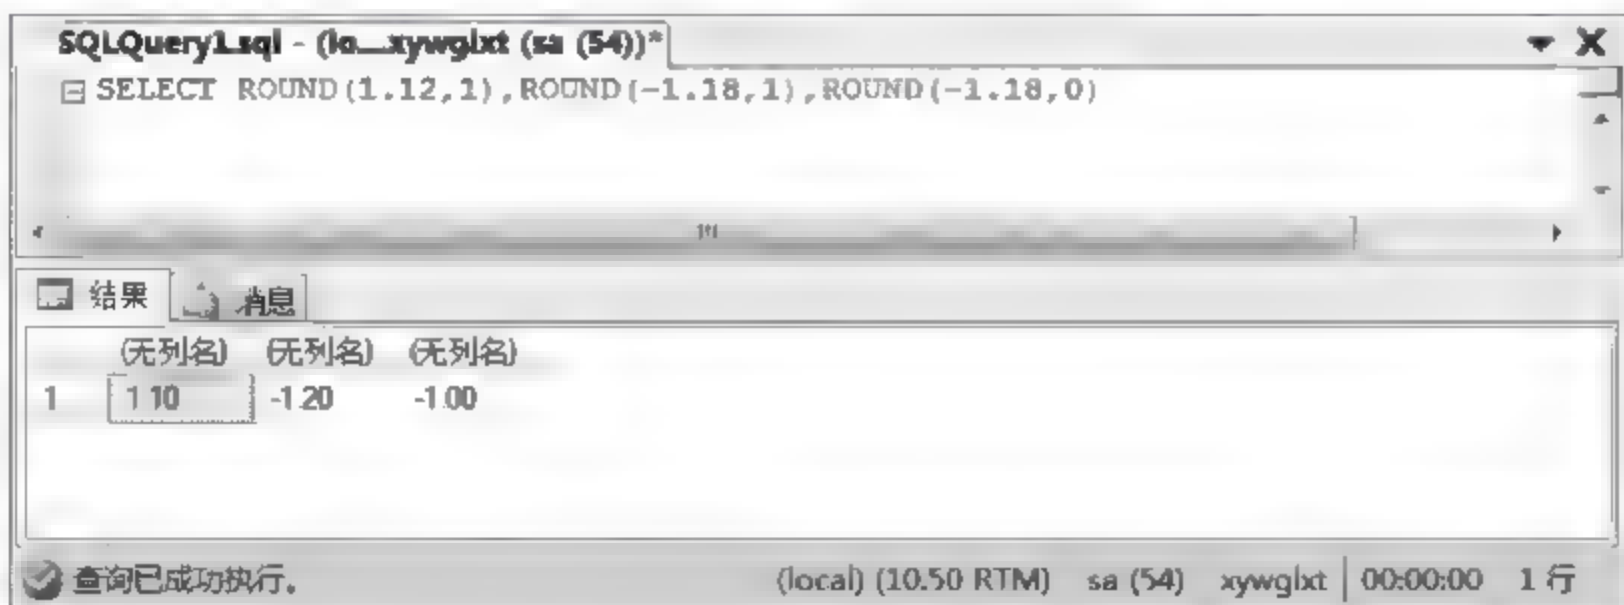 SQLQuery1.sql - (lo...xywglxt (sa (54))*
SELECT ROUND(1.12,1),ROUND(-1.18,1),ROUND(-1.18,0)
结果 消息
(无列名) (无列名) (无列名)
1 1.10 -1.20 -1.00
查询已成功执行。 (local) (10.50 RTM) sa (54) xywglxt 00:00:00 1 行